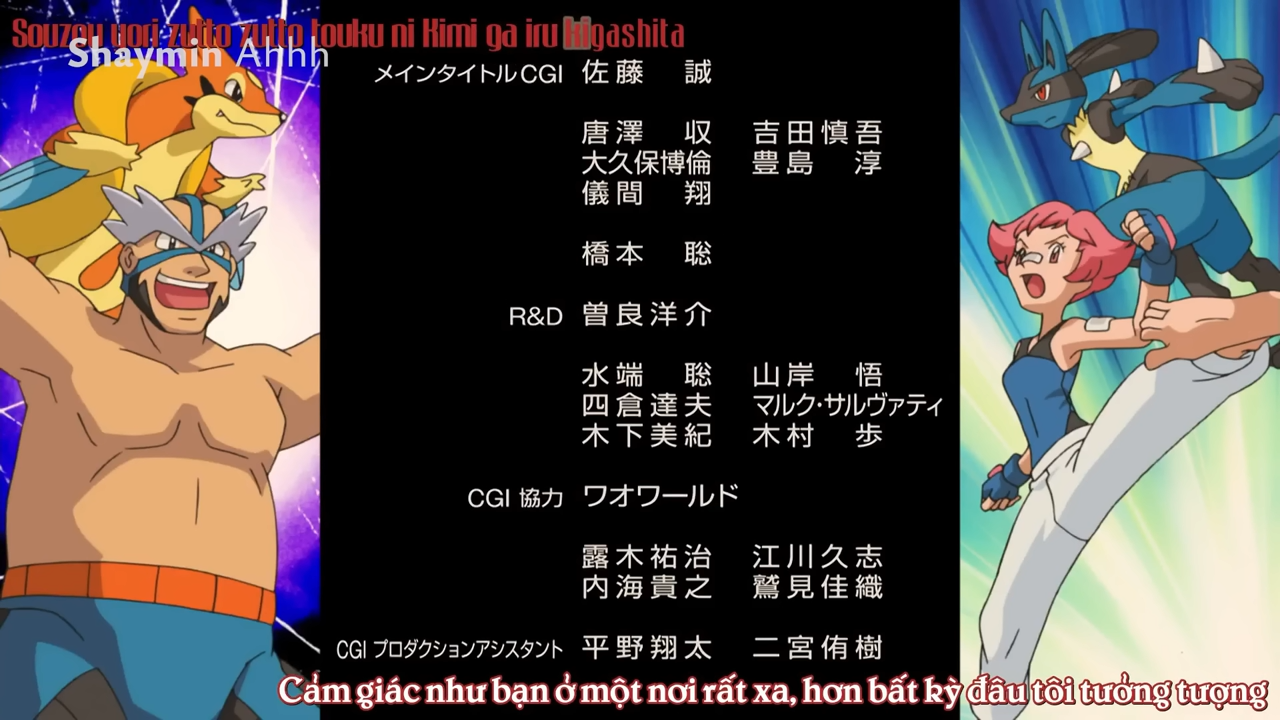 Souzou yori zutto zutto touku ni Kimi ga iru kigashita
Shaymin Ahhh
メインタイトルCGI 佐藤 誠
唐澤 収 吉田慎吾
大久保博倫 豊島 淳
儀間 翔
橋本 聡
R&D 曽良洋介
水端 聡 山岸 悟
四倉達夫 マルク・サルヴァティ
木下美紀 木村 歩
CGI 協力 ワオワールド
露木祐治 江川久志
内海貴之 鷲見佳織
CGI プロダクションアシスタント 平野翔太 二宮侑樹
Cảm giác như bạn ở một nơi rất xa, hơn bất kỳ đâu tôi tưởng tượng